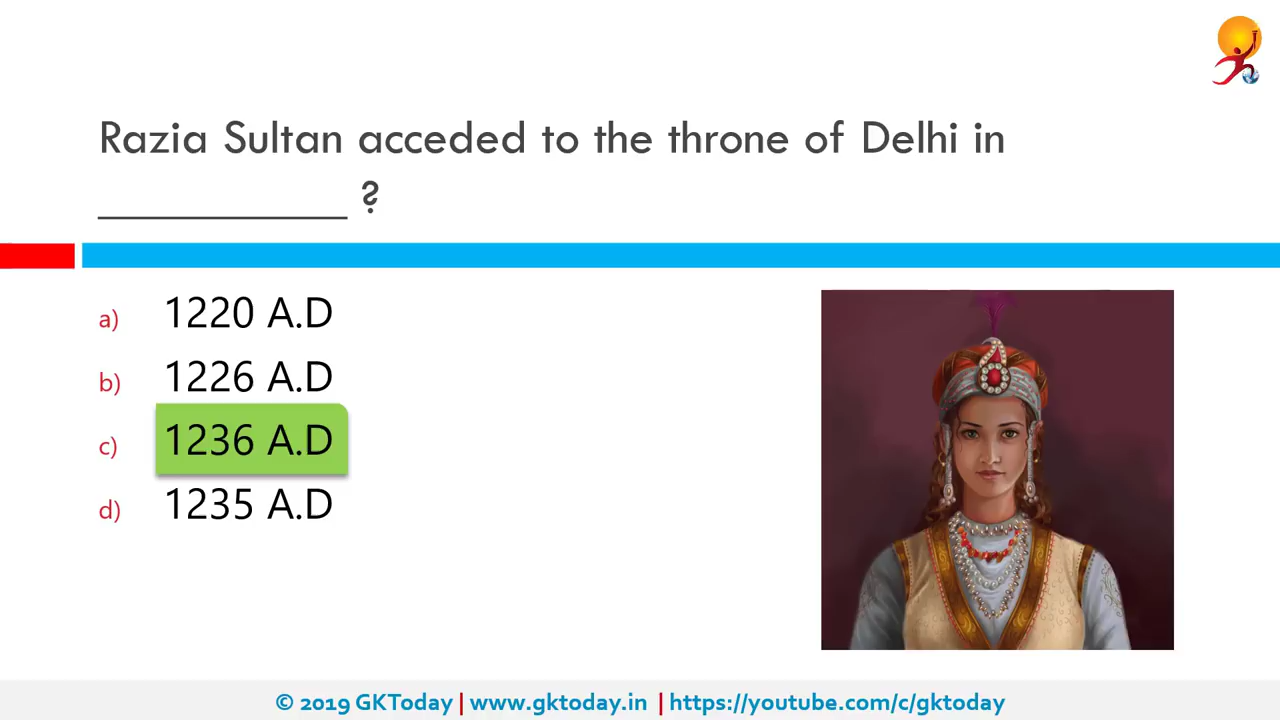 Razia Sultan acceded to the throne of Delhi in
____________ ?
a) 1220 A.D
b) 1226 A.D
c) 1236 A.D
d) 1235 A.D
© 2019 GKToday | www.gktoday.in | https://youtube.com/c/gktoday